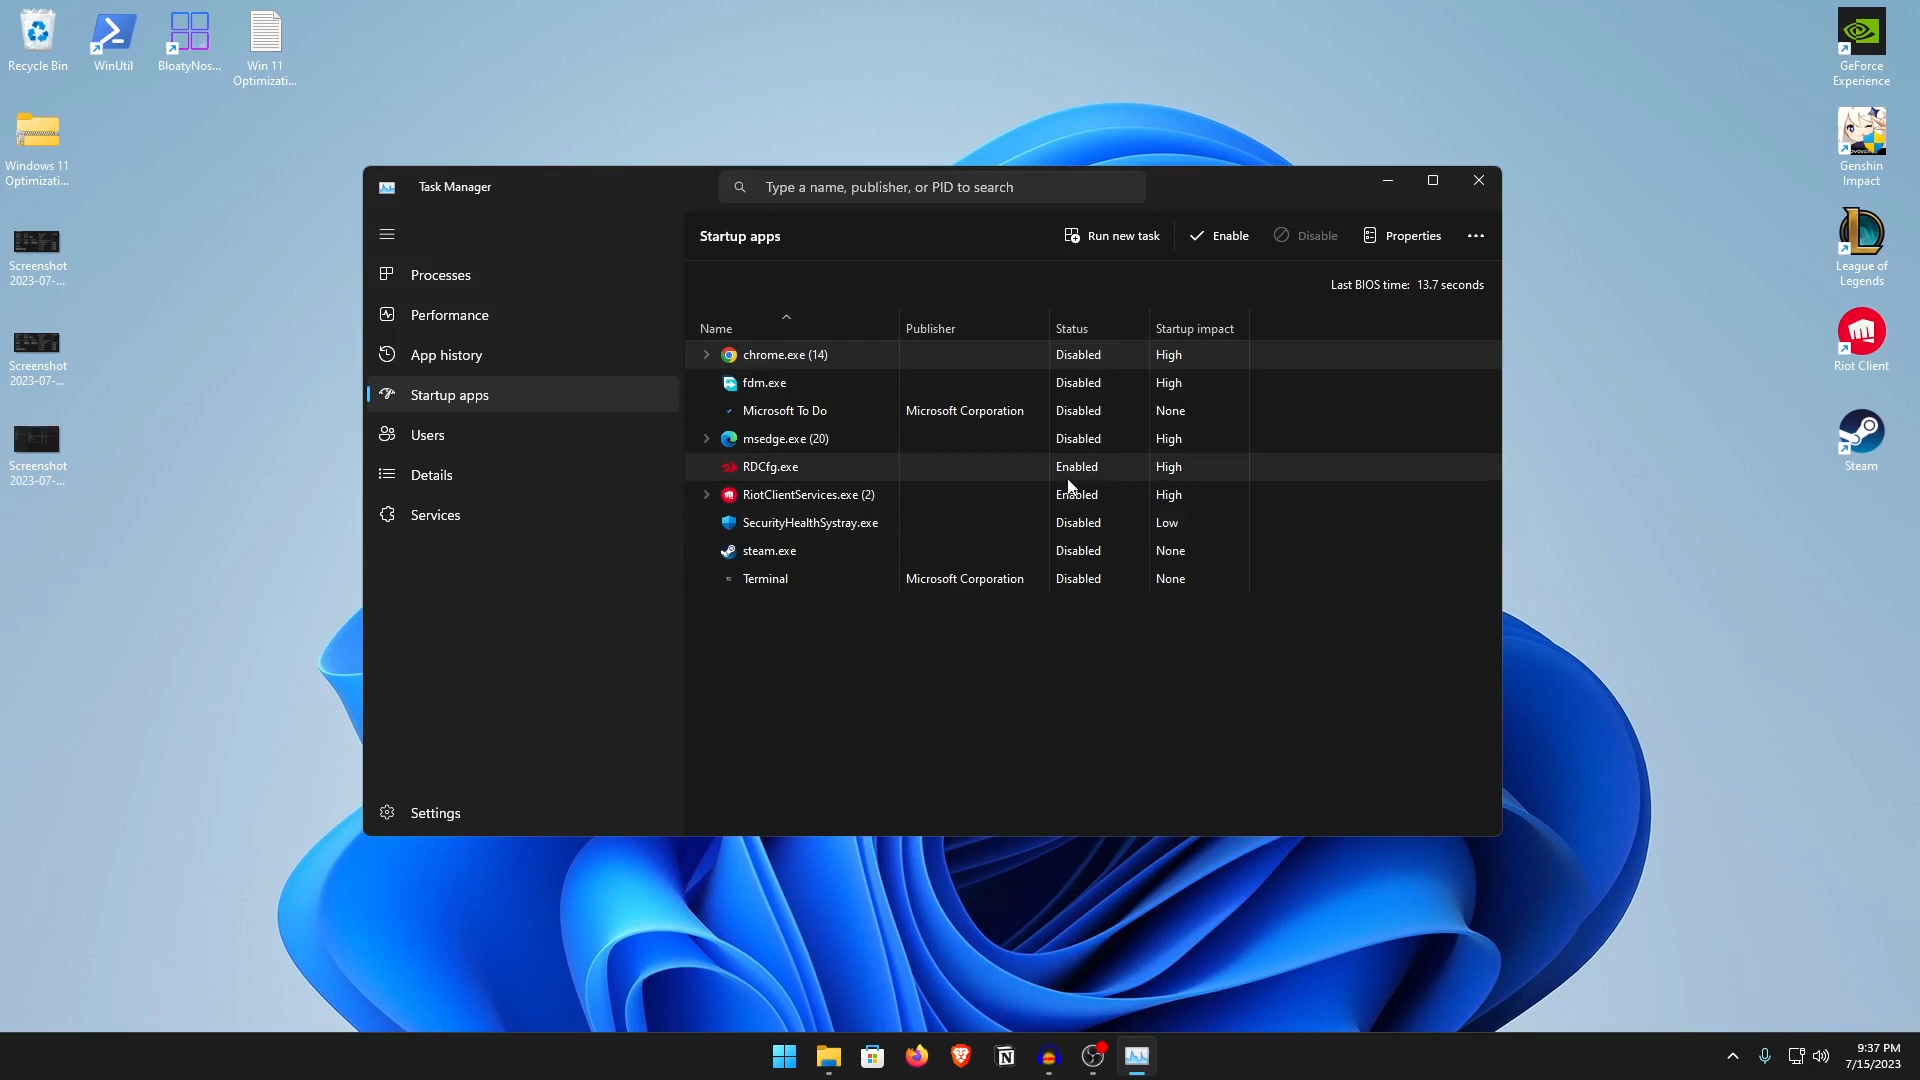 Recycle Bin
WinUtil
BloatyNos...
Win 11
Optimizati...
Windows 11
Optimizati...
Screenshot
2023-07-...
Screenshot
2023-07-...
Screenshot
2023-07-...
GeForce
Experience
Genshin
Impact
League of
Legends
Riot Client
Steam
Task Manager
Type a name, publisher, or PID to search
Processes
Performance
App history
Startup apps
Users
Details
Services
Settings
Startup apps
Run new task
Enable
Disable
Properties
Last BIOS time: 13.7 seconds
Name Publisher Status Startup impact
chrome.exe (14) Disabled High
fdm.exe Disabled High
Microsoft To Do Microsoft Corporation Disabled None
msedge.exe (20) Disabled High
RDCfg.exe Enabled High
RiotClientServices.exe (2) Enabled High
SecurityHealthSystray.exe Disabled Low
steam.exe Disabled None
Terminal Microsoft Corporation Disabled None
9:37 PM
7/15/2023